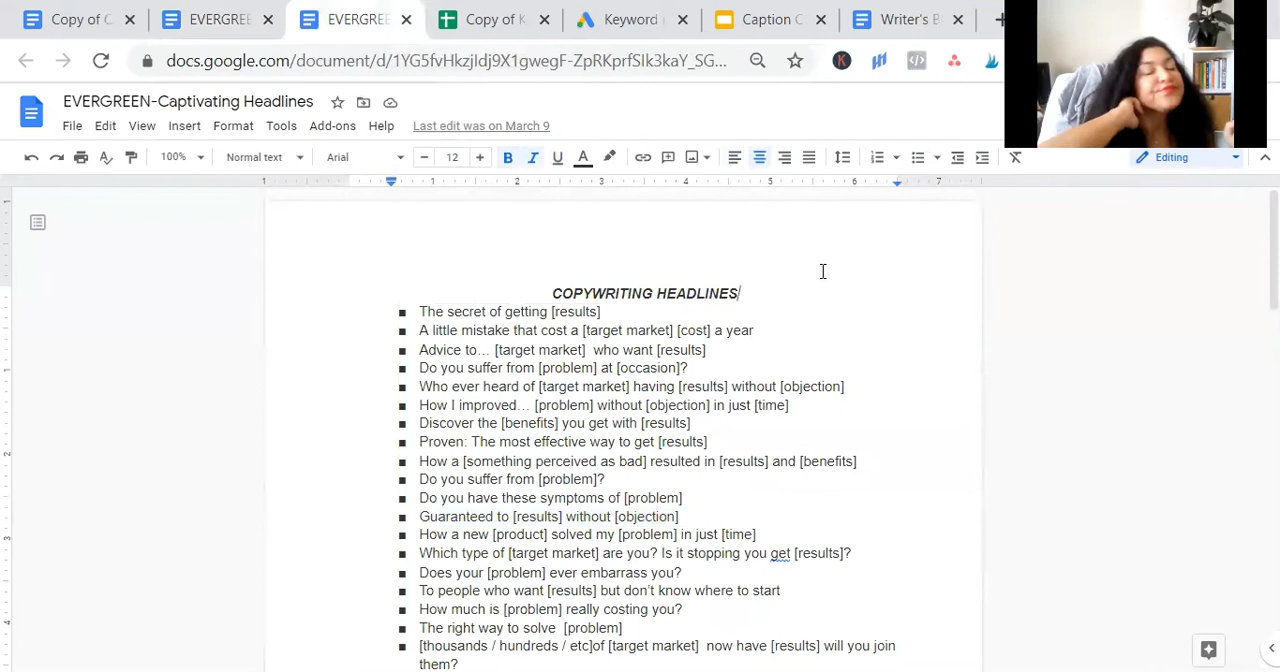 Copy of C
EVERGREE
EVERGREE
Copy of K
Keyword
Caption C
Writer's B
docs.google.com/document/d/1YG5fvHkzjIdj9X1gwegF-ZpRKprfSIk3kaY_SG...
EVERGREEN-Captivating Headlines
File Edit View Insert Format Tools Add-ons Help Last edit was on March 9
100% Normal text Arial 12 B I U A Editing
1 1 2 3 4 5 6 7
COPYWRITING HEADLINES
■ The secret of getting [results]
■ A little mistake that cost a [target market] [cost] a year
■ Advice to… [target market]  who want [results]
■ Do you suffer from [problem] at [occasion]?
■ Who ever heard of [target market] having [results] without [objection]
■ How I improved… [problem] without [objection] in just [time]
■ Discover the [benefits] you get with [results]
■ Proven: The most effective way to get [results]
■ How a [something perceived as bad] resulted in [results] and [benefits]
■ Do you suffer from [problem]?
■ Do you have these symptoms of [problem]
■ Guaranteed to [results] without [objection]
■ How a new [product] solved my [problem] in just [time]
■ Which type of [target market] are you? Is it stopping you get [results]?
■ Does your [problem] ever embarrass you?
■ To people who want [results] but don’t know where to start
■ How much is [problem] really costing you?
■ The right way to solve  [problem]
■ [thousands / hundreds / etc]of [target market]  now have [results] will you join
them?